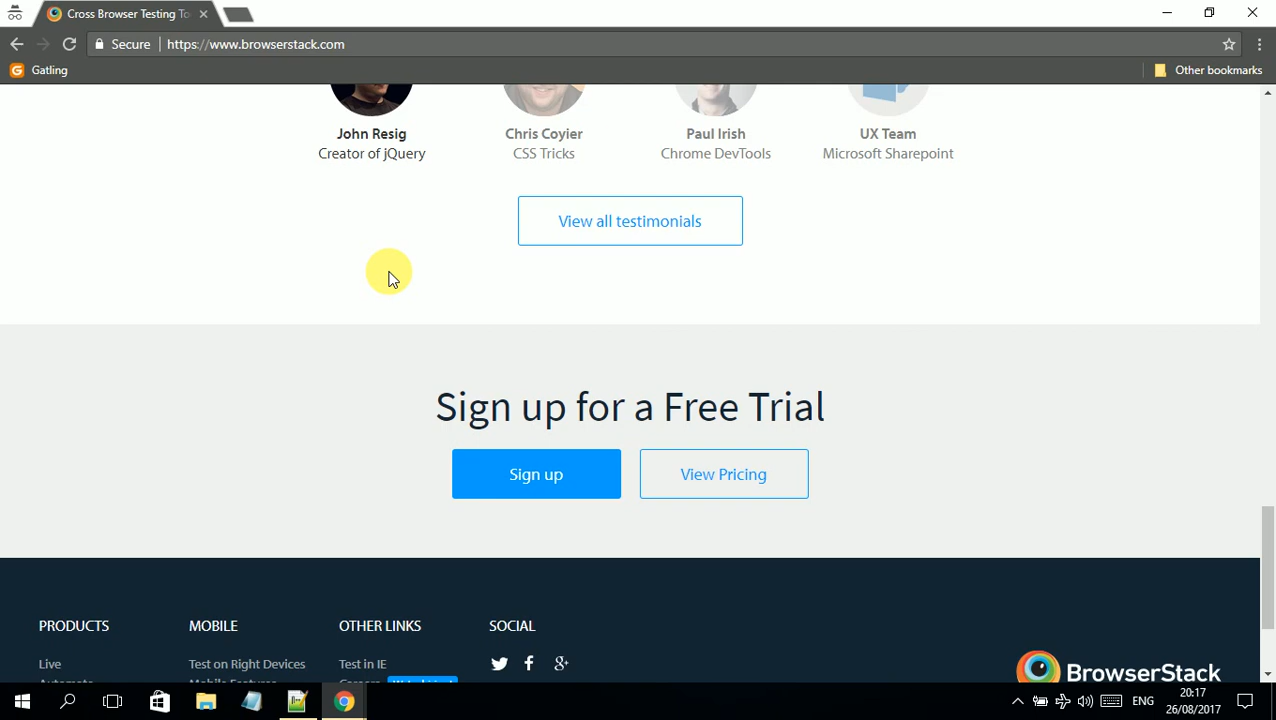 Cross Browser Testing To
Secure
https://www.browserstack.com
Gatling
Other bookmarks
John Resig
Creator of jQuery
Chris Coyier
CSS Tricks
Paul Irish
Chrome DevTools
UX Team
Microsoft Sharepoint
View all testimonials
Sign up for a Free Trial
Sign up
View Pricing
PRODUCTS
Live
MOBILE
Test on Right Devices
OTHER LINKS
Test in IE
SOCIAL
BrowserStack
ENG
20:17
26/08/2017